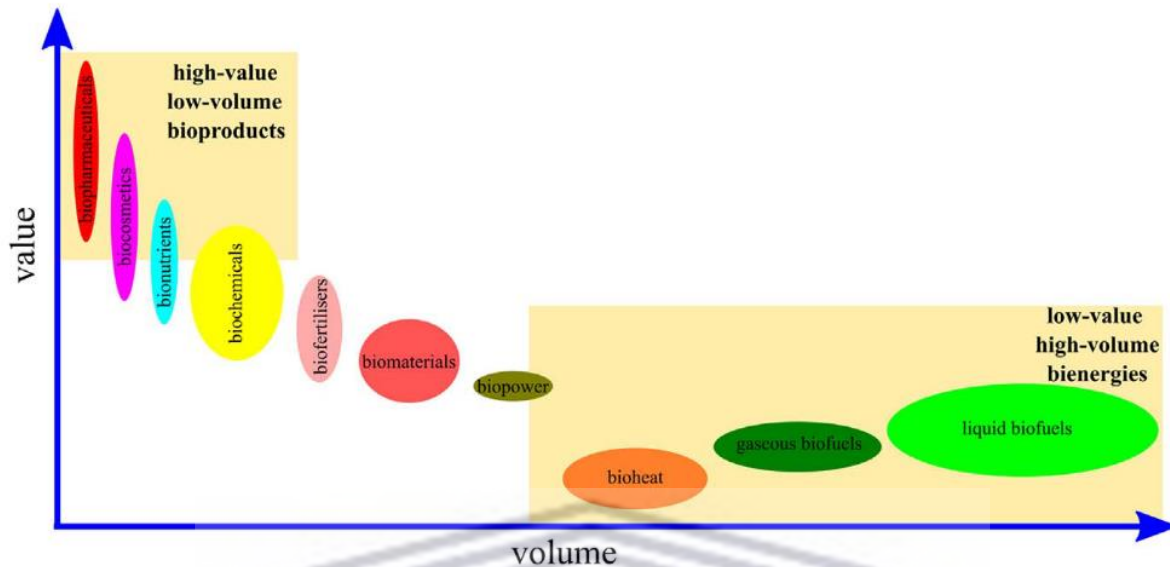 high-value
low-volume
bioproducts
biopharmaceuticals
biocosmetics
bionutrients
biochemicals
biofertilisers
biomaterials
biopower
low-value
high-volume
bienergies
bioheat
gaseous biofuels
liquid biofuels
value
volume